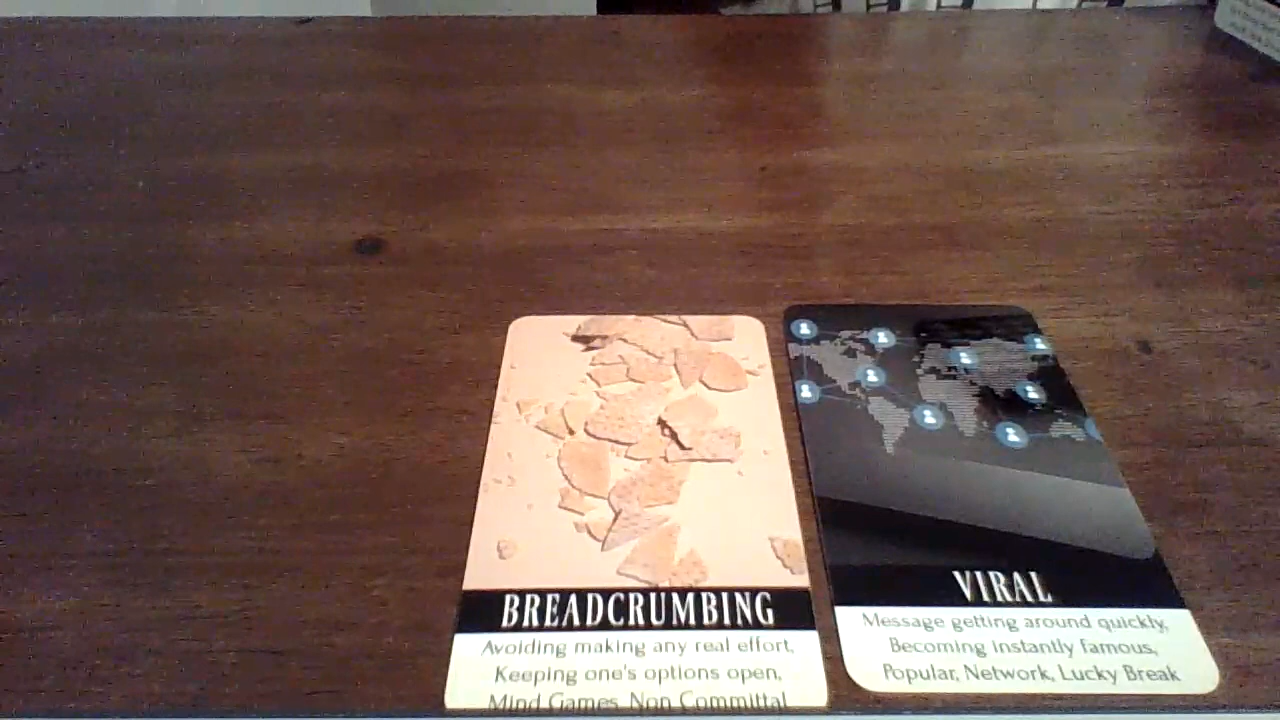 BREADCRUMBING
Avoiding making any real effort,
Keeping one's options open,
Mind Games, Non Committal
VIRAL
Message getting around quickly,
Becoming instantly famous,
Popular, Network, Lucky Break